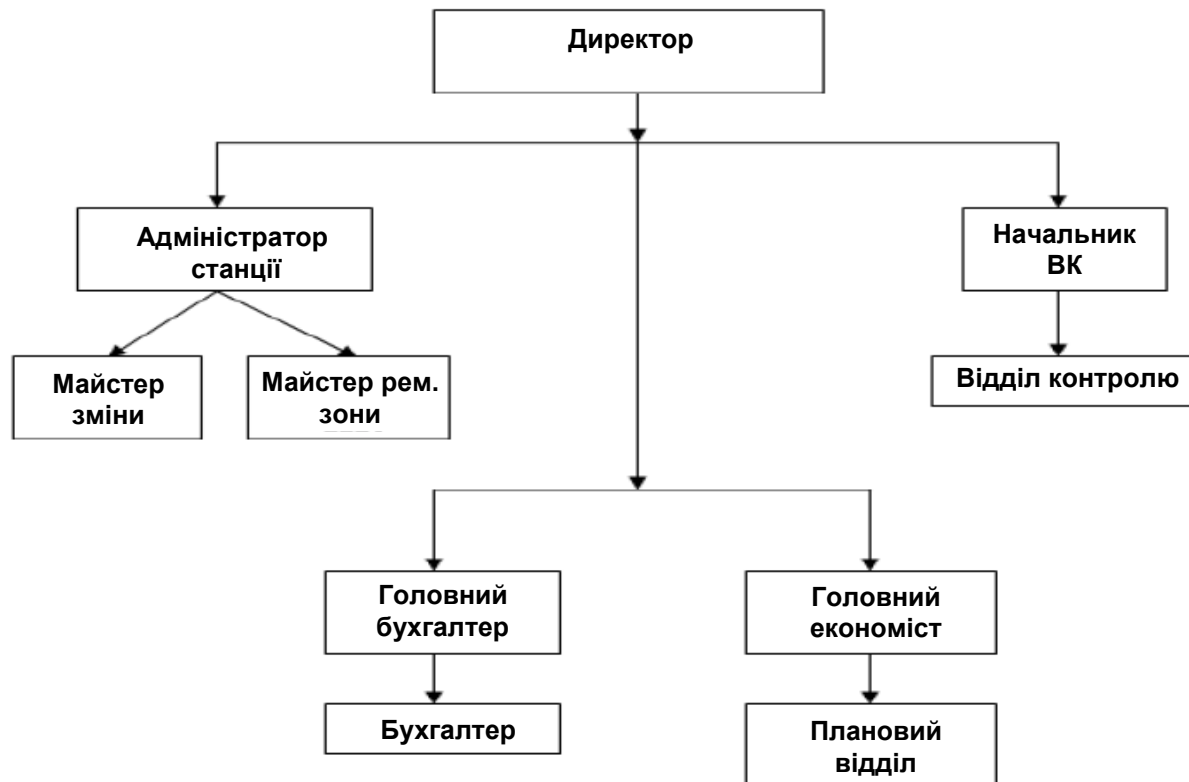 Директор
Адміністратор
станції
Начальник
ВК
Майстер
зміни
Майстер рем.
зони
Відділ контролю
Головний
бухгалтер
Головний
економіст
Бухгалтер
Плановий
відділ